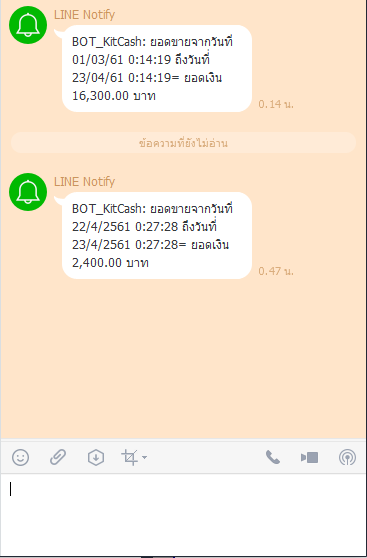 LINE Notify
BOT_KitCash: ยอดขายจากวันที่
01/03/61 0:14:19 ถึงวันที่
23/04/61 0:14:19= ยอดเงิน
16,300.00 บาท
0.14 น.
ข้อความที่ยังไม่อ่าน
LINE Notify
BOT_KitCash: ยอดขายจากวันที่
22/4/2561 0:27:28 ถึงวันที่
23/4/2561 0:27:28= ยอดเงิน
2,400.00 บาท
0.47 น.